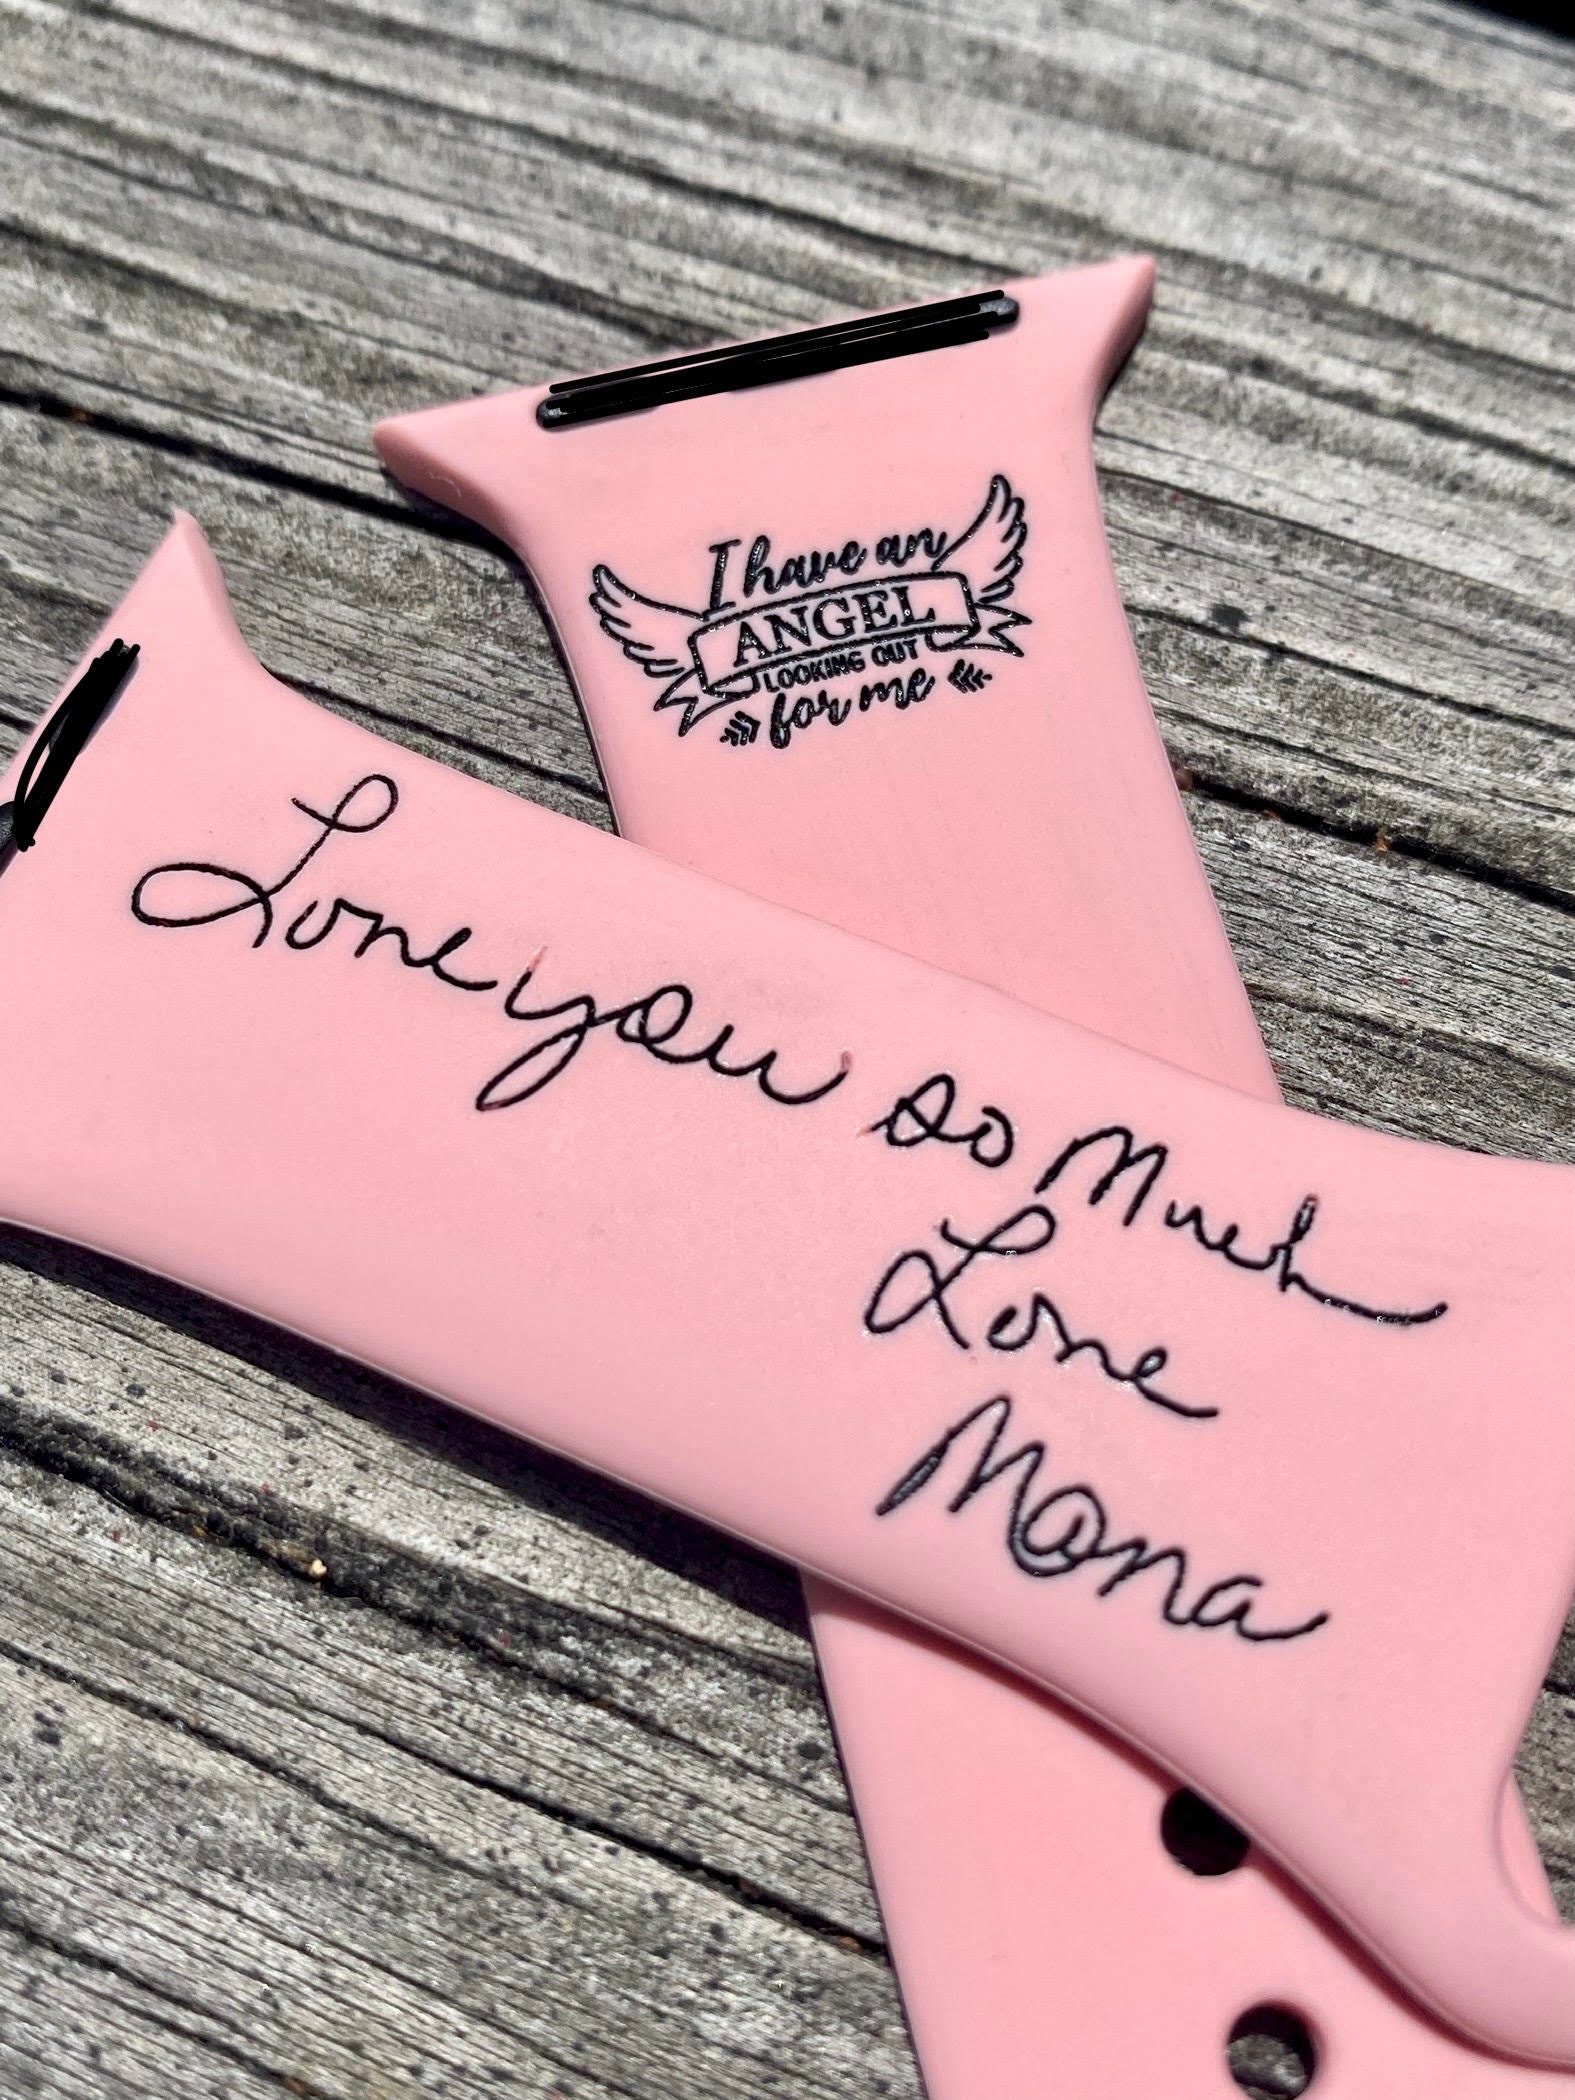 I have an
ANGEL
LOOKING OUT
for me
Love you so Much
Love
Mona